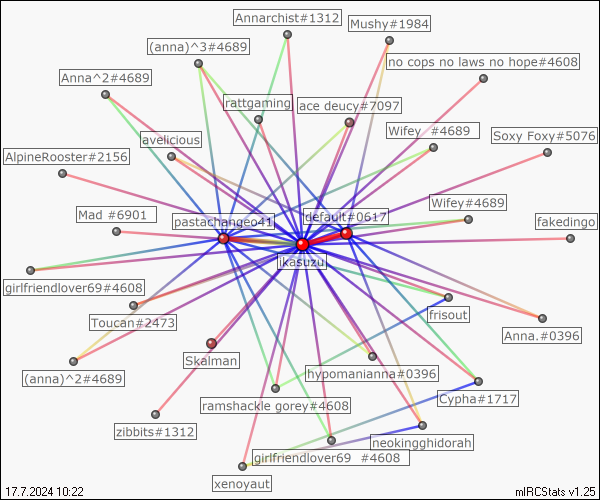 Annarchist#1312
Mushy#1984
(anna)^3#4689
no cops no laws no hope#4608
Anna^2#4689
rattgaming
ace deucy#7097
avelicious
Wifey_ #4689
Soxy Foxy#5076
AlpineRooster#2156
Mad #6901
pastachangeo41
default#0617
Wifey#4689
fakedingo
ikasuzu
girlfriendlover69#4608
Toucan#2473
frisout
Anna.#0396
Skalman
(anna)^2#4689
hypomanianna#0396
ramshackle gorey#4608
Cypha#1717
zibbits#1312
neokingghidorah
girlfriendlover69 #4608
xenoyaut
17.7.2024 10:22
mIRCStats v1.25